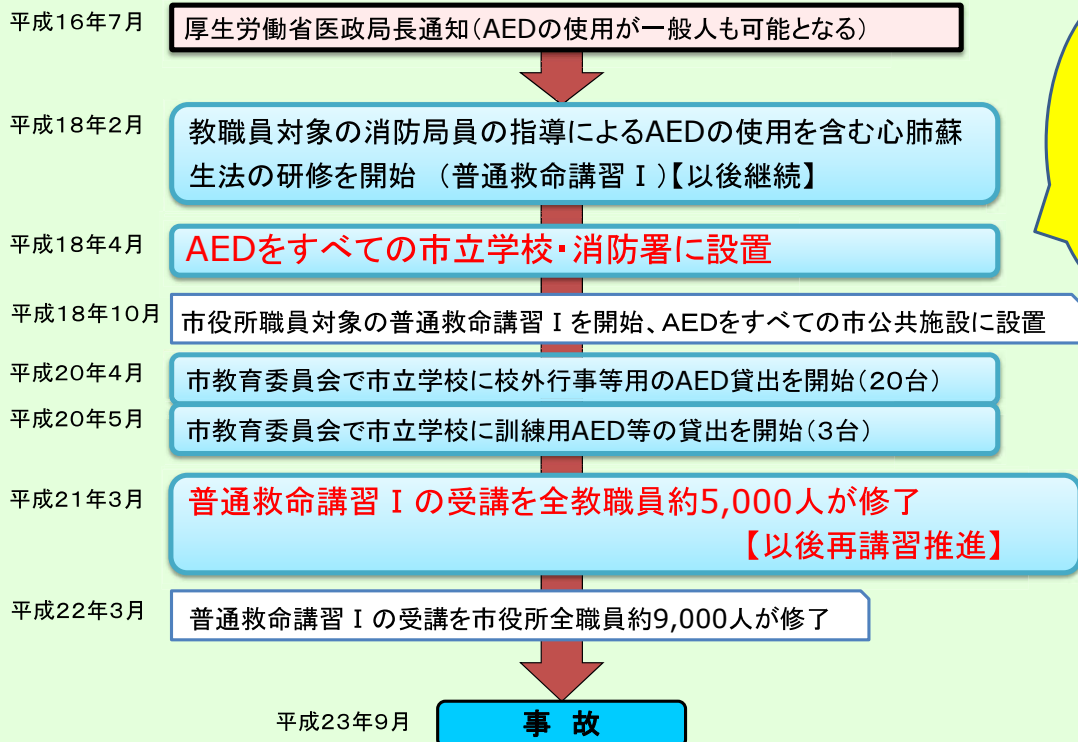 平成16年7月
厚生労働省医政局長通知(AEDの使用が一般人も可能となる)
平成18年2月
教職員対象の消防局員の指導によるAEDの使用を含む心肺蘇
生法の研修を開始 (普通救命講習Ⅰ)【以後継続】
平成18年4月
AEDをすべての市立学校・消防署に設置
平成18年10月
市役所職員対象の普通救命講習Ⅰを開始、AEDをすべての市公共施設に設置
平成20年4月
市教育委員会で市立学校に校外行事等用のAED貸出を開始(20台)
平成20年5月
市教育委員会で市立学校に訓練用AED等の貸出を開始(3台)
平成21年3月
普通救命講習Ⅰの受講を全教職員約5,000人が修了
【以後再講習推進】
平成22年3月
普通救命講習Ⅰの受講を市役所全職員約9,000人が修了
平成23年9月
事 故